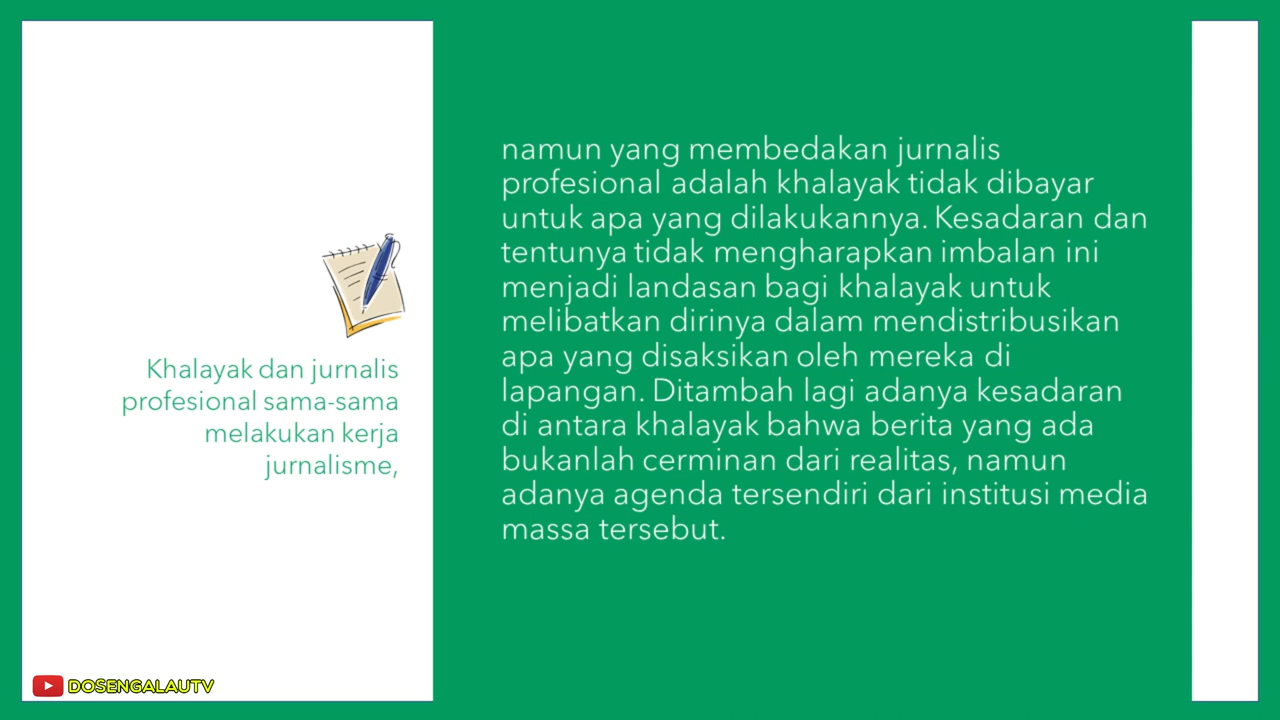 Khalayak dan jurnalis
profesional sama-sama
melakukan kerja
jurnalisme,
namun yang membedakan jurnalis
profesional adalah khalayak tidak dibayar
untuk apa yang dilakukannya. Kesadaran dan
tentunya tidak mengharapkan imbalan ini
menjadi landasan bagi khalayak untuk
melibatkan dirinya dalam mendistribusikan
apa yang disaksikan oleh mereka di
lapangan. Ditambah lagi adanya kesadaran
di antara khalayak bahwa berita yang ada
bukanlah cerminan dari realitas, namun
adanya agenda tersendiri dari institusi media
massa tersebut.
DOSENGALAUTV